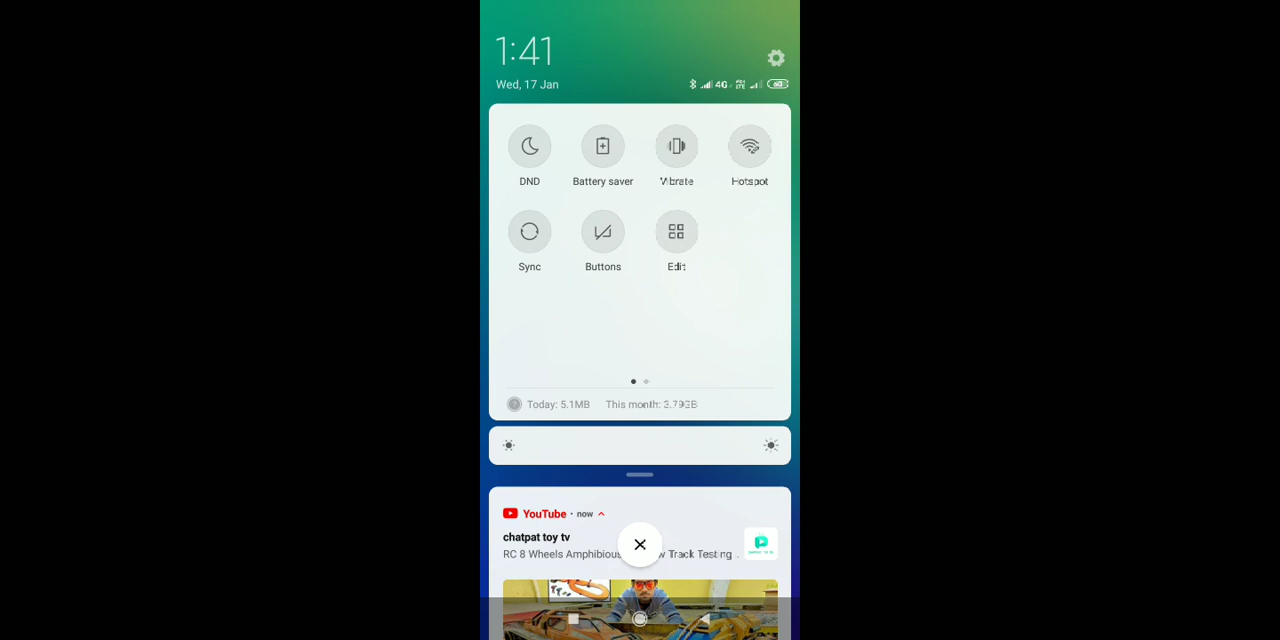 1:41
Wed, 17 Jan
4G
DND
Battery saver
Vibrate
Hotspot
Sync
Buttons
Edit
Today: 5.1MB This month: 3.79GB
YouTube • now
chatpat toy tv
RC 8 Wheels Amphibious w Track Testing